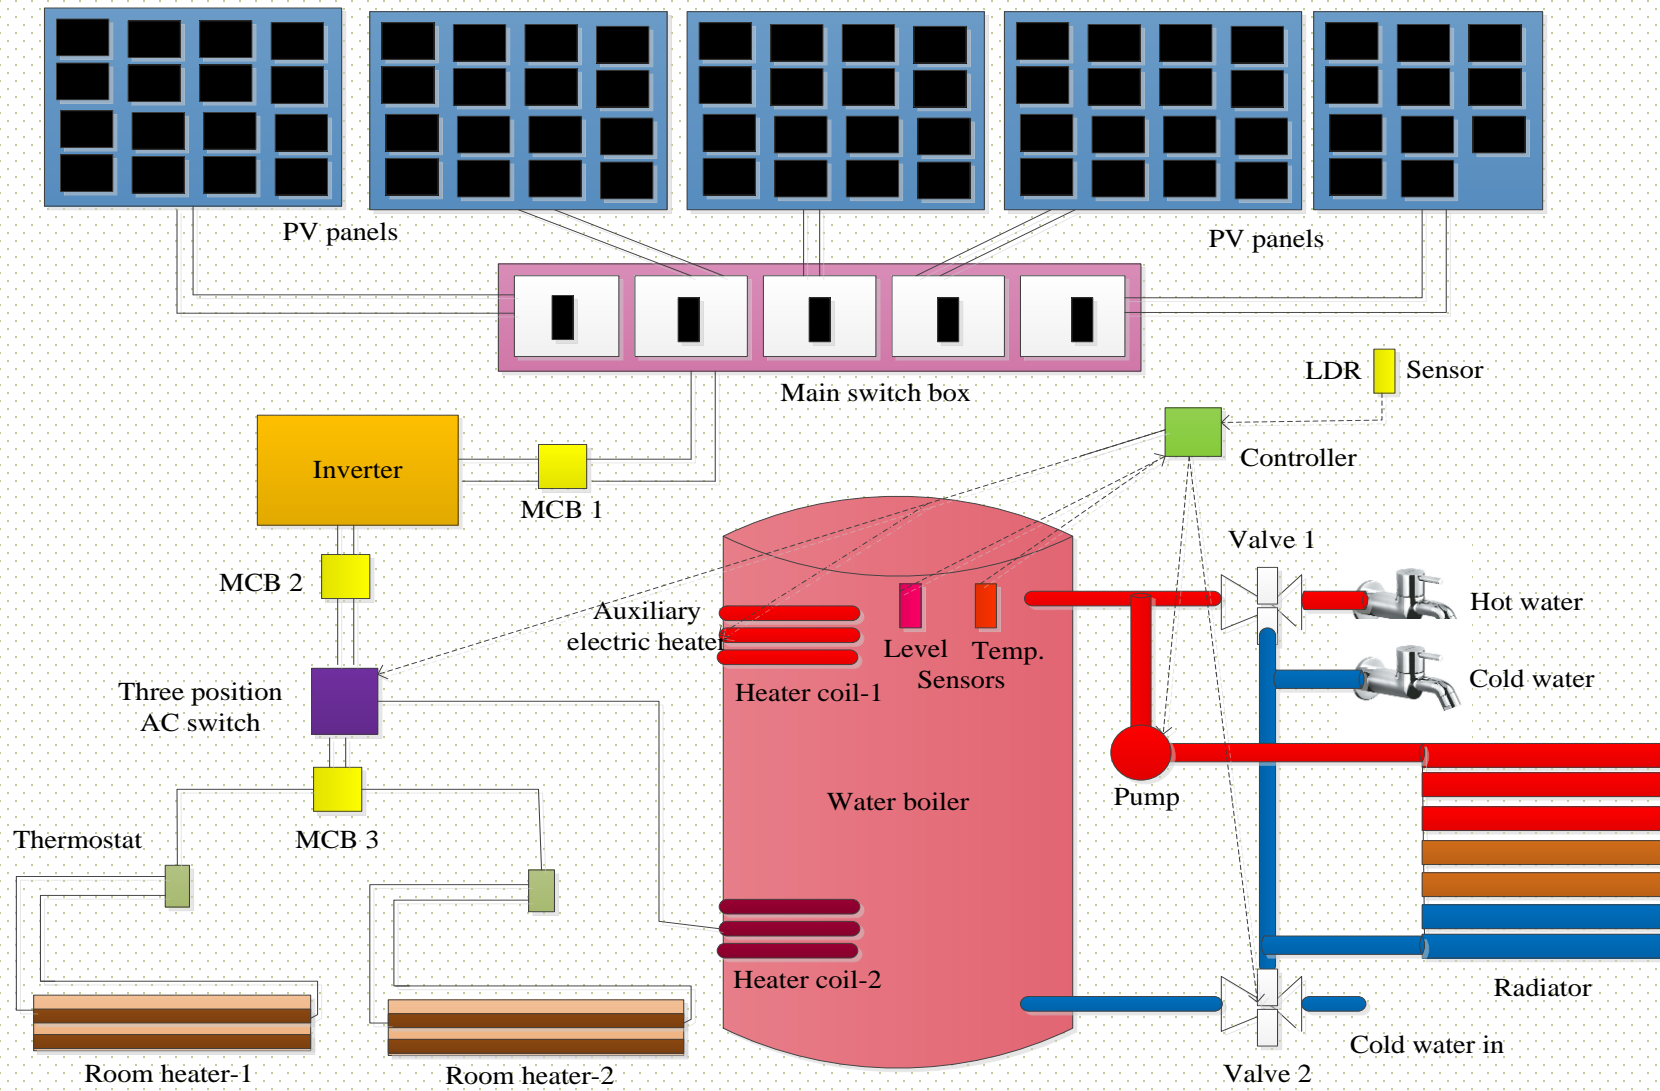 PV panels
PV panels
Main switch box
LDR
Sensor
Controller
Inverter
MCB 1
MCB 2
Valve 1
Hot water
Auxiliary
electric heater
Level
Temp.
Sensors
Cold water
Three position
AC switch
Heater coil-1
Water boiler
Pump
Thermostat
MCB 3
Heater coil-2
Radiator
Cold water in
Room heater-1
Room heater-2
Valve 2